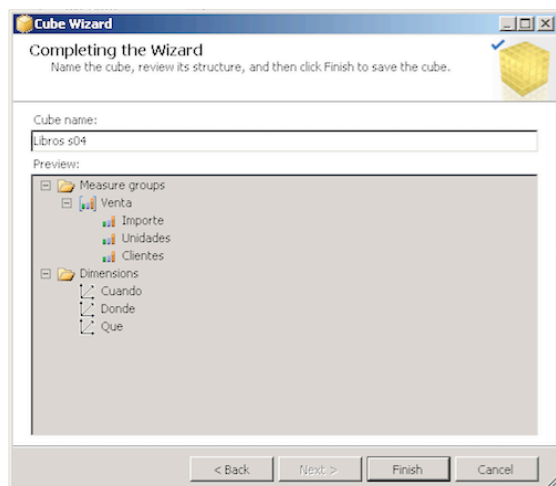 Cube Wizard
Completing the Wizard
Name the cube, review its structure, and then click Finish to save the cube.
Cube name:
Libros s04
Preview:
Measure groups
Venta
Importe
Unidades
Clientes
Dimensions
Cuando
Donde
Que
< Back
Next >
Finish
Cancel